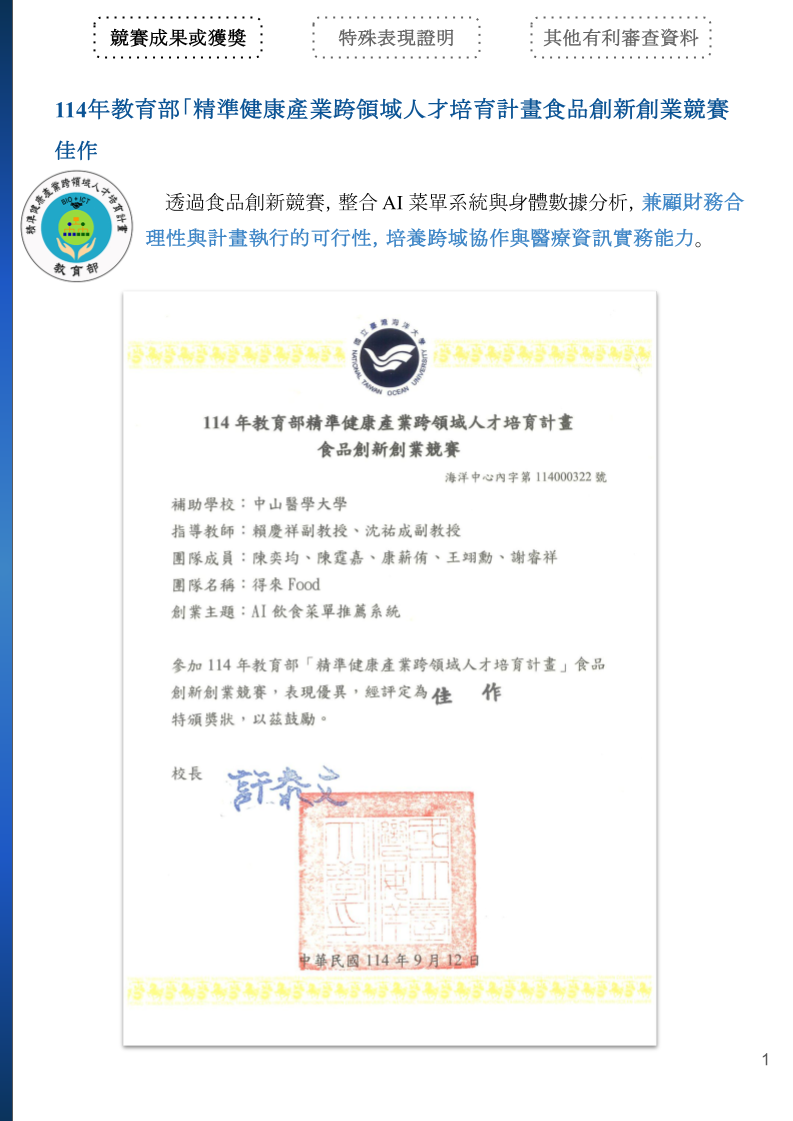 競賽成果或獲獎
特殊表現證明
其他有利審查資料
114年教育部「精準健康產業跨領域人才培育計畫食品創新創業競賽
佳作
精準健康產業跨領域人才培育計畫
BIO + ICT
教育部
透過食品創新競賽, 整合 AI 菜單系統與身體數據分析, 兼顧財務合
理性與計畫執行的可行性, 培養跨域協作與醫療資訊實務能力。
國立臺灣海洋大學
NATIONAL TAIWAN OCEAN UNIVERSITY
114 年教育部精準健康產業跨領域人才培育計畫
食品創新創業競賽
海洋中心內字第 114000322 號
補助學校：中山醫學大學
指導教師：賴慶祥副教授、沈祐成副教授
團隊成員：陳奕均、陳霆嘉、康薪侑、王翊勳、謝睿祥
團隊名稱：得來 Food
創業主題：AI 飲食菜單推薦系統
參加 114 年教育部「精準健康產業跨領域人才培育計畫」食品
創新創業競賽，表現優異，經評定為佳 作
特頒獎狀，以茲鼓勵。
校長 許泰文
中華民國 114 年 9 月 12 日
1